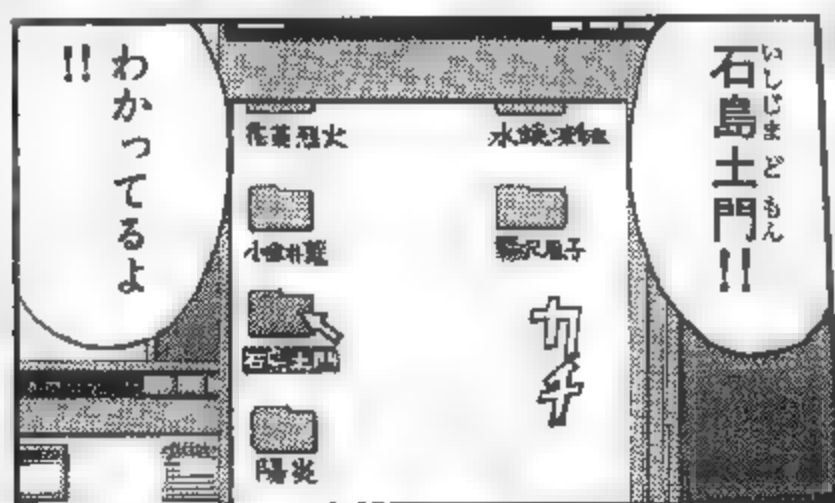 石島土門!!
いしじまどもん
わかってるよ
!!
花菱烈火
水鏡凍季也
小金井薫
霧沢風子
石島土門
陽炎
カチ